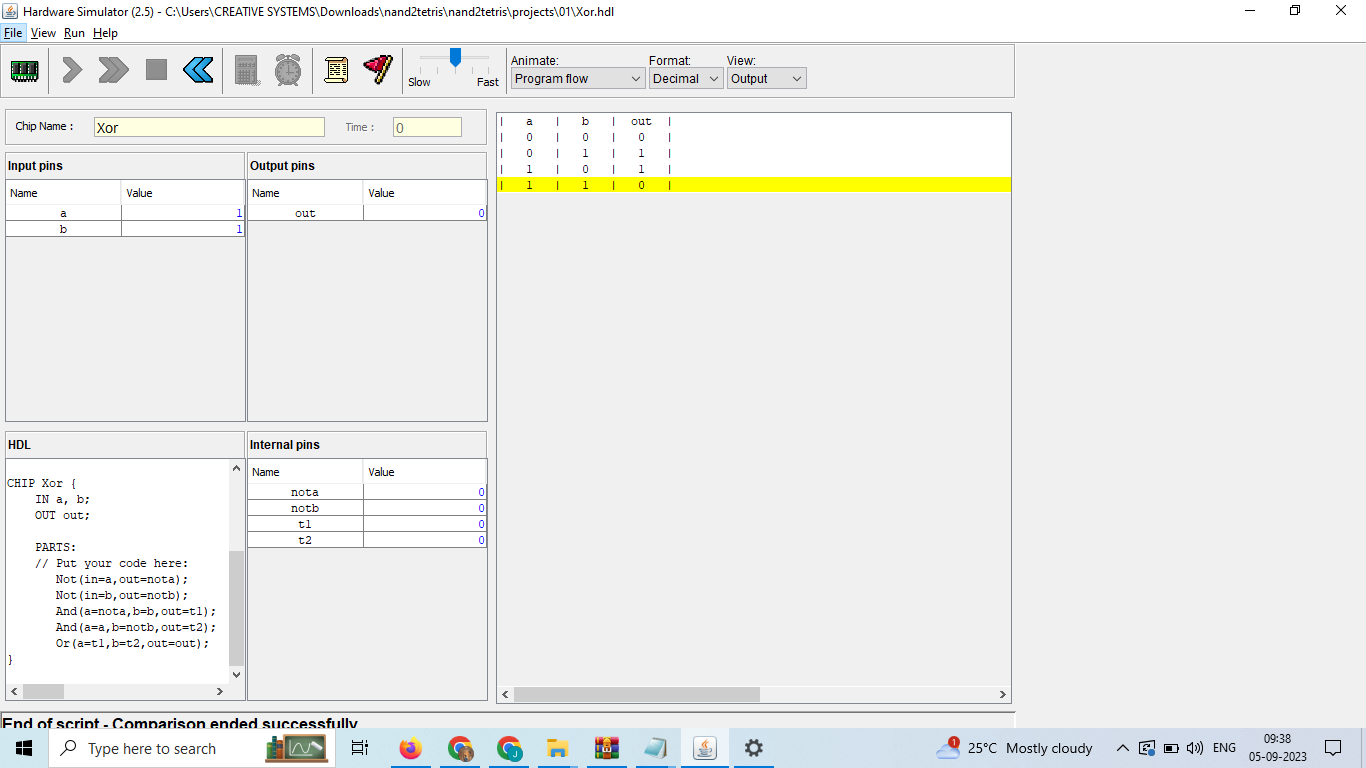 Hardware Simulator (2.5) - C:\Users\CREATIVE SYSTEMS\Downloads\nand2tetris\nand2tetris\projects\01\Xor.hdl
File View Run Help
Slow Fast
Animate: Format: View:
Program flow Decimal Output
Chip Name : Xor Time : 0
Input pins Output pins
Name Value Name Value
a 1 out 0
b 1
| a | b | out |
| 0 | 0 | 0 |
| 0 | 1 | 1 |
| 1 | 0 | 1 |
| 1 | 1 | 0 |
HDL
CHIP Xor {
IN a, b;
OUT out;
PARTS:
// Put your code here:
Not(in=a,out=nota);
Not(in=b,out=notb);
And(a=nota,b=b,out=t1);
And(a=a,b=notb,out=t2);
Or(a=t1,b=t2,out=out);
}
Internal pins
Name Value
nota 0
notb 0
t1 0
t2 0
End of script - Comparison ended successfully
Type here to search
1
25°C Mostly cloudy
ENG
09:38
05-09-2023